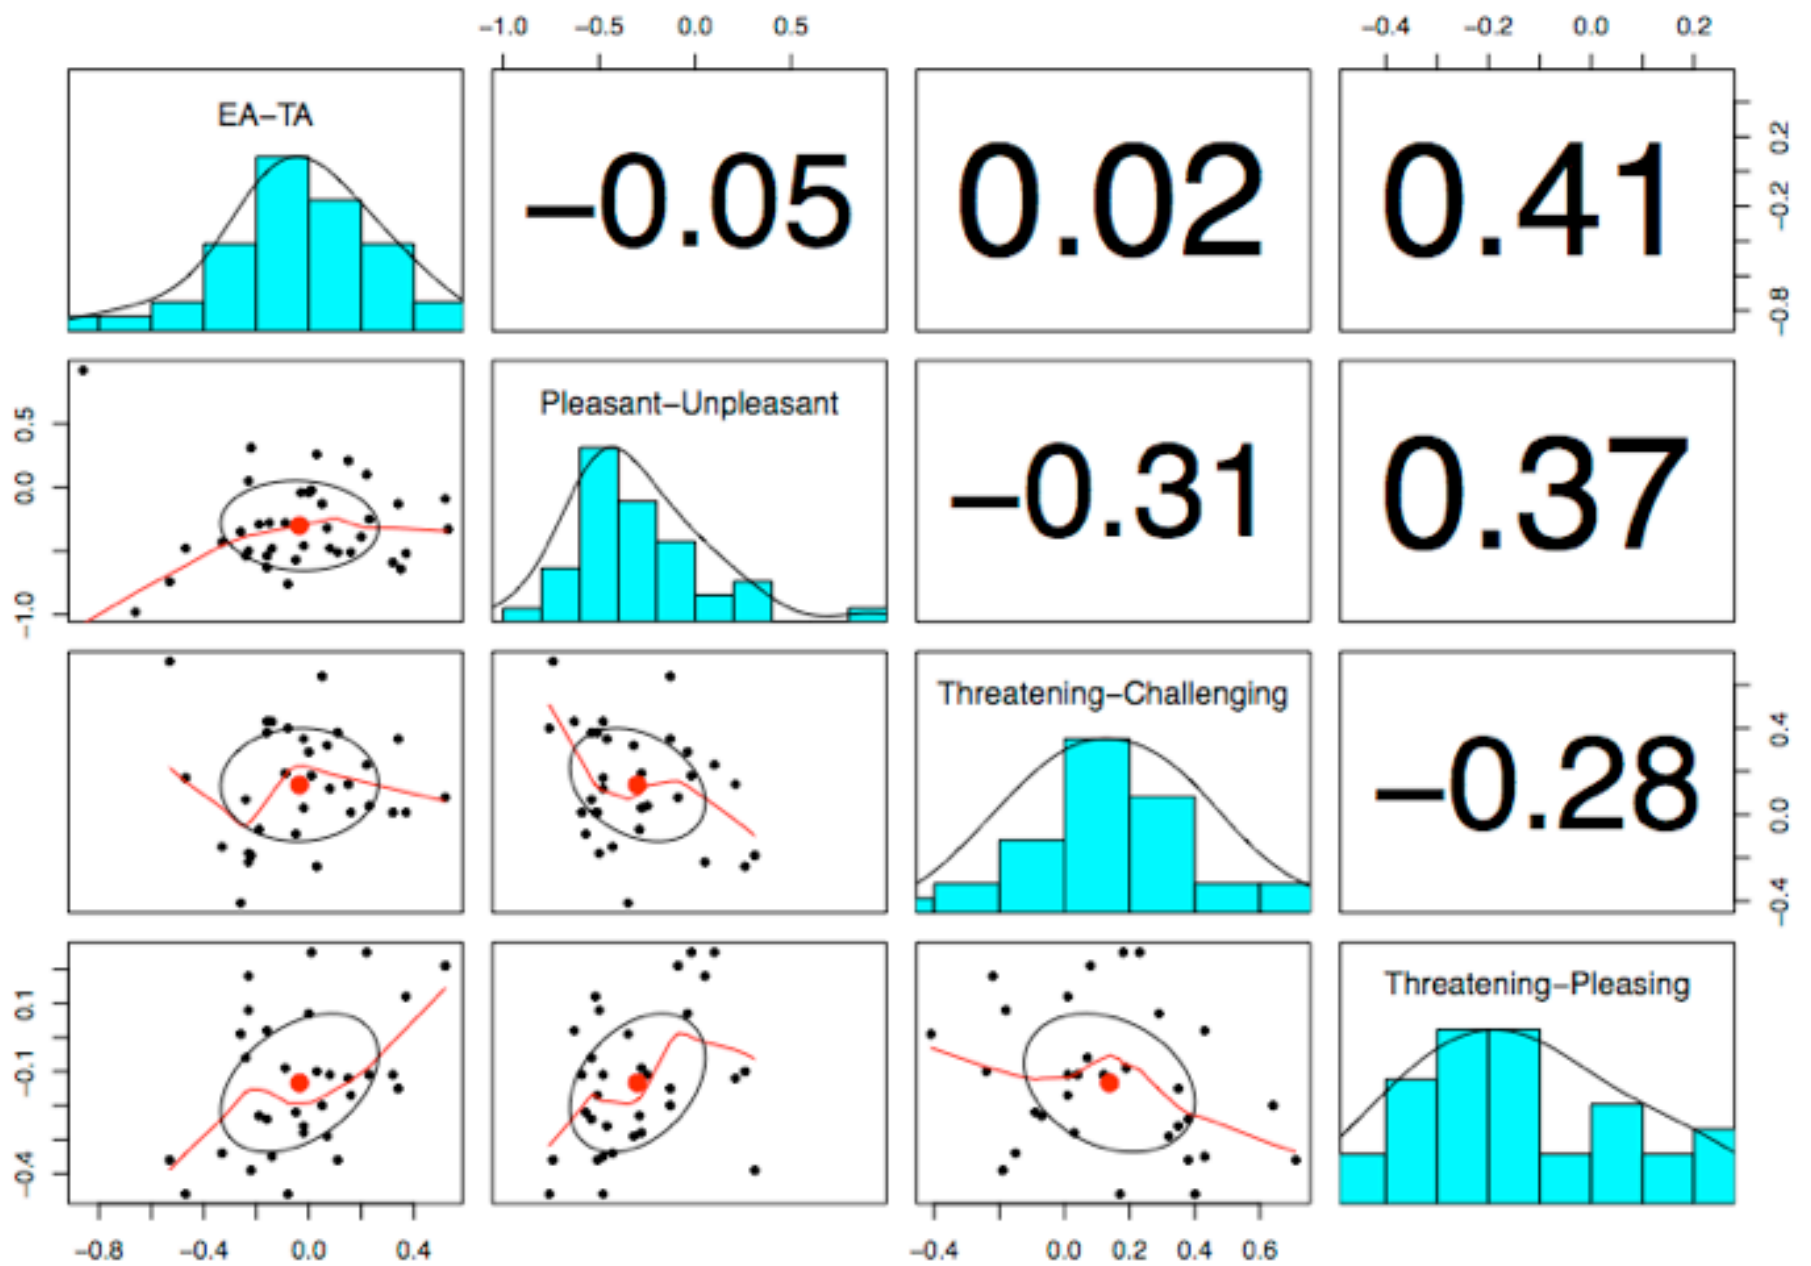 −1.0 −0.5 0.0 0.5
−0.4 −0.2 0.0 0.2
EA−TA
−0.05
0.02
0.41
0.2
−0.2
−0.8
Pleasant−Unpleasant
−0.31
0.37
0.5
0.0
−1.0
Threatening−Challenging
−0.28
0.4
0.0
−0.4
Threatening−Pleasing
0.1
−0.1
−0.4
−0.8 −0.4 0.0 0.4
−0.4 0.0 0.2 0.4 0.6